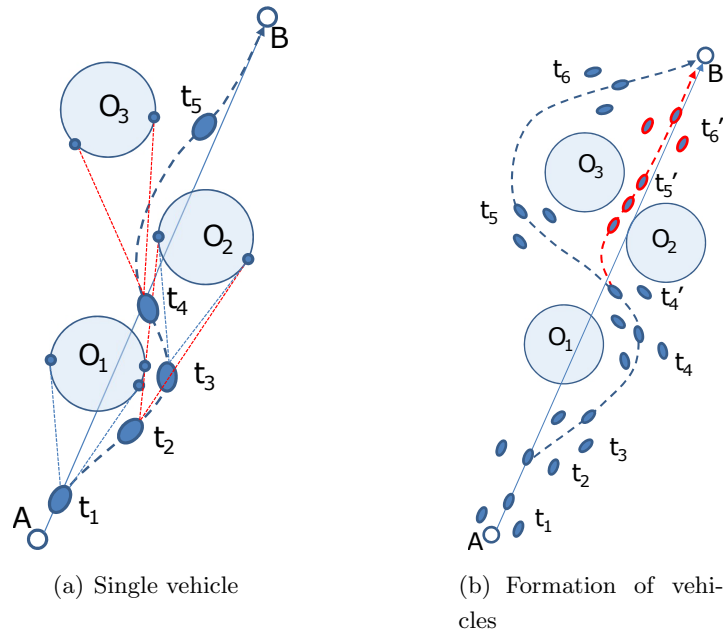 B
t5
O3
O2
t4
O1
t3
t2
t1
A
(a) Single vehicle
t6
B
t6′
O3
t5′
t5
O2
t4′
O1
t4
t3
t2
t1
A
(b) Formation of vehi-
cles